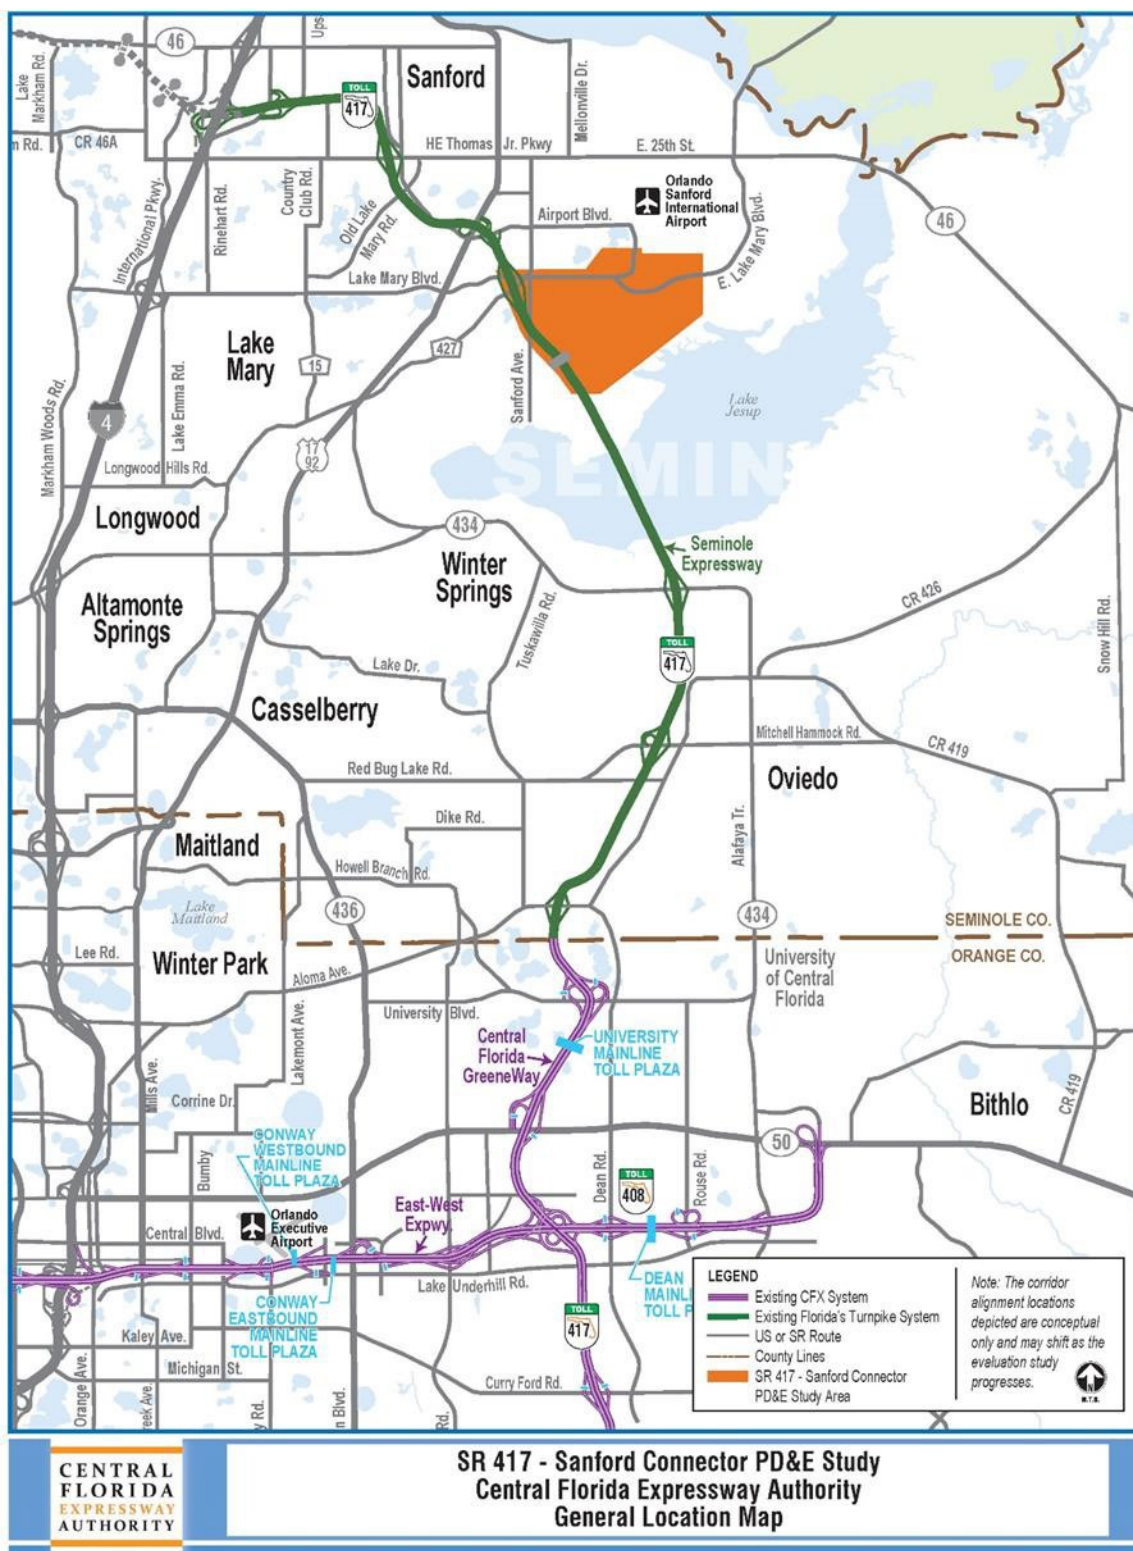 46
Ups
TOLL
417
Sanford
Lake
Markham Rd.
Mellonville Dr.
m Rd.
CR 46A
HE Thomas Jr. Pkwy
E. 25th St.
International Pkwy.
Rinehart Rd.
Country
Club Rd.
Old Lake
Mary Rd.
Airport Blvd.
Orlando
Sanford
International
Airport
E. Lake Mary Blvd.
46
Lake Mary Blvd.
Lake
Mary
427
15
Sanford Ave.
Markham Woods Rd.
Lake Emma Rd.
4
17
92
Lake
Jesup
SEMIN
Longwood Hills Rd.
Longwood
434
Seminole
Expressway
Winter
Springs
Altamonte
Springs
Tuskawilla Rd.
CR 426
Snow Hill Rd.
TOLL
417
Lake Dr.
Casselberry
Mitchell Hammock Rd.
CR 419
Red Bug Lake Rd.
Oviedo
Dike Rd.
Alafaya Tr.
Maitland
Howell Branch Rd.
Lake
Maitland
436
434
SEMINOLE CO.
ORANGE CO.
Lee Rd.
Winter Park
Aloma Ave.
University
of Central
Florida
University Blvd.
Lakemont Ave.
Central
Florida
GreeneWay
UNIVERSITY
MAINLINE
TOLL PLAZA
Mills Ave.
Corrine Dr.
Bithlo
CR 419
CONWAY
WESTBOUND
MAINLINE
TOLL PLAZA
50
Bumby
Dean Rd.
TOLL
408
Rouse Rd.
East-West
Expwy.
Orlando
Executive
Airport
Central Blvd.
Lake Underhill Rd.
DEAN
MAINLI
TOLL P
CONWAY
EASTBOUND
MAINLINE
TOLL PLAZA
TOLL
417
Kaley Ave.
Michigan St.
Curry Ford Rd.
Orange Ave.
reek Ave.
y Rd.
n Blvd.
Rd.
LEGEND
Existing CFX System
Existing Florida's Turnpike System
US or SR Route
County Lines
SR 417 - Sanford Connector
PD&E Study Area
Note: The corridor
alignment locations
depicted are conceptual
only and may shift as the
evaluation study
progresses.
N
N.T.S.
CENTRAL
FLORIDA
EXPRESSWAY
AUTHORITY
SR 417 - Sanford Connector PD&E Study
Central Florida Expressway Authority
General Location Map